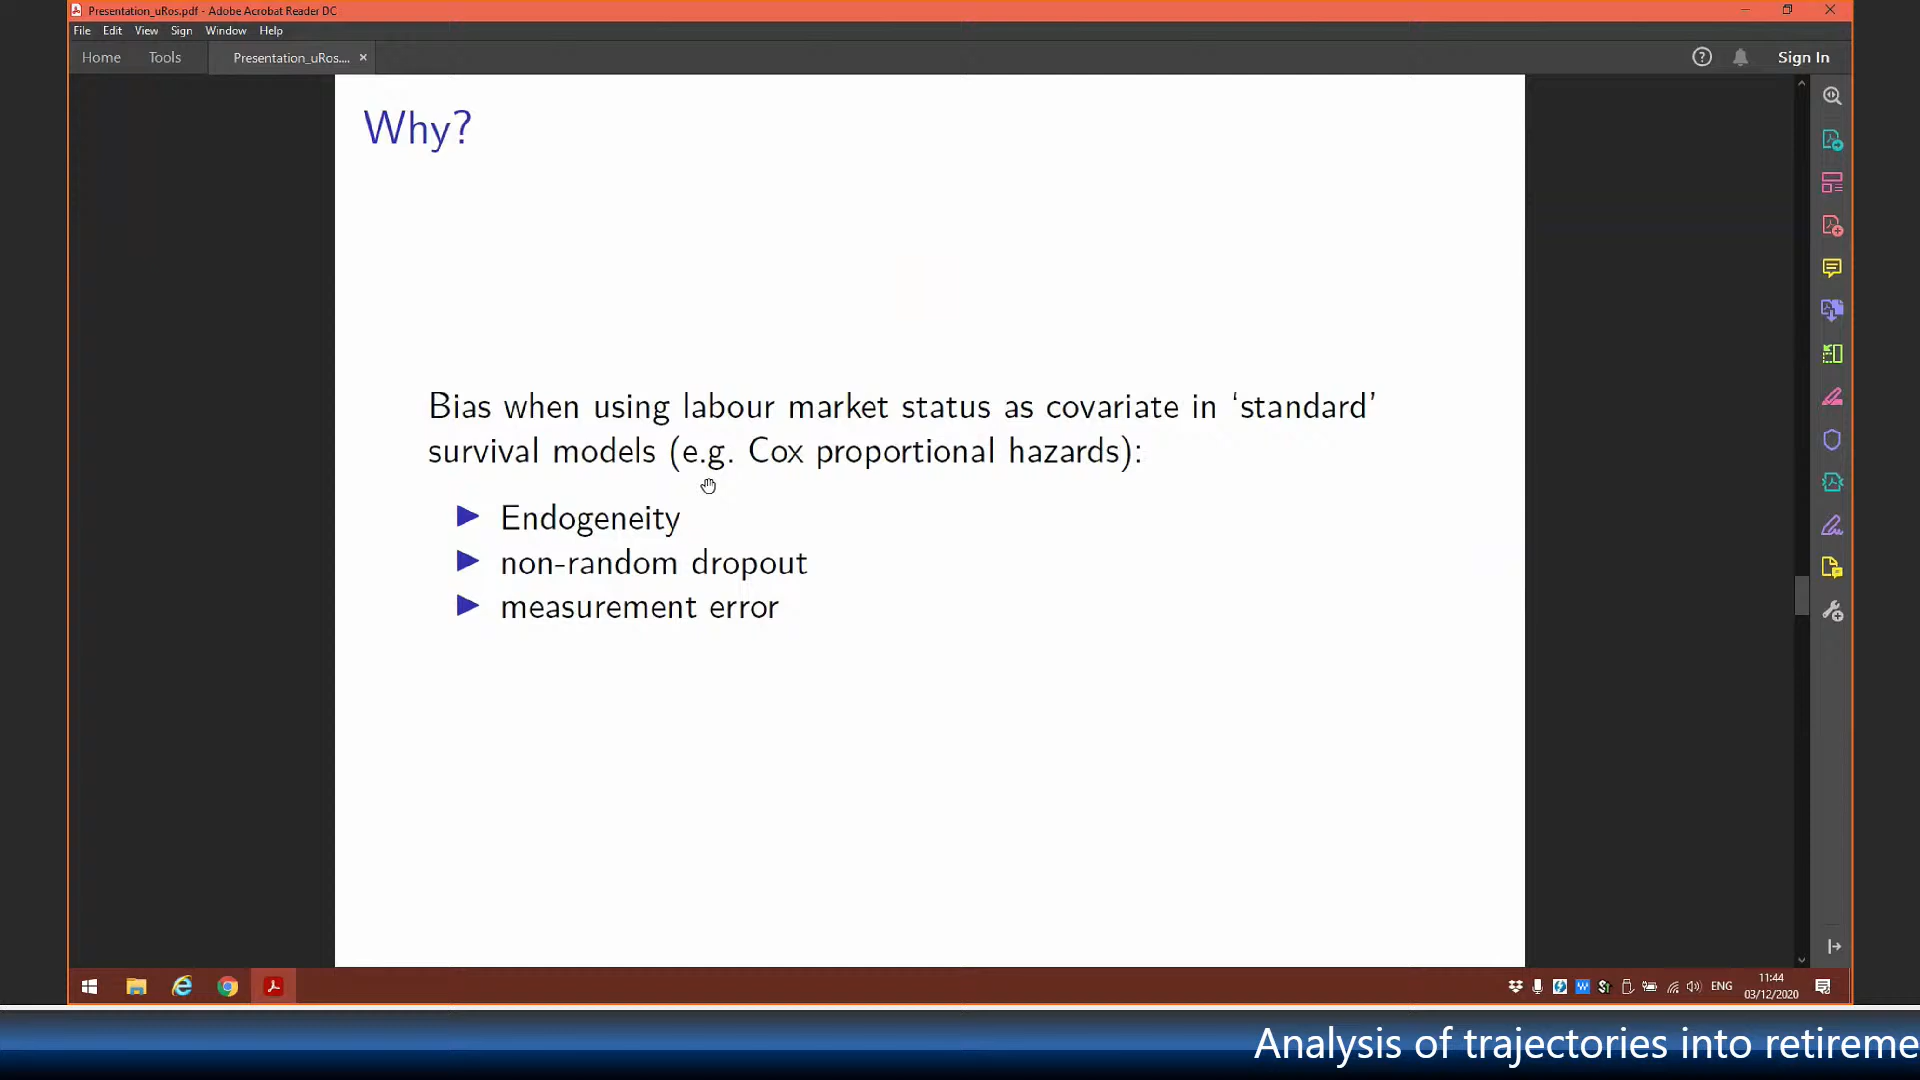 Presentation_uRos.pdf - Adobe Acrobat Reader DC
File Edit View Sign Window Help
Home Tools Presentation_uRos.... × Sign In
Why?
Bias when using labour market status as covariate in ‘standard’
survival models (e.g. Cox proportional hazards):
Endogeneity
non-random dropout
measurement error
ENG
11:44
03/12/2020
Analysis of trajectories into retireme